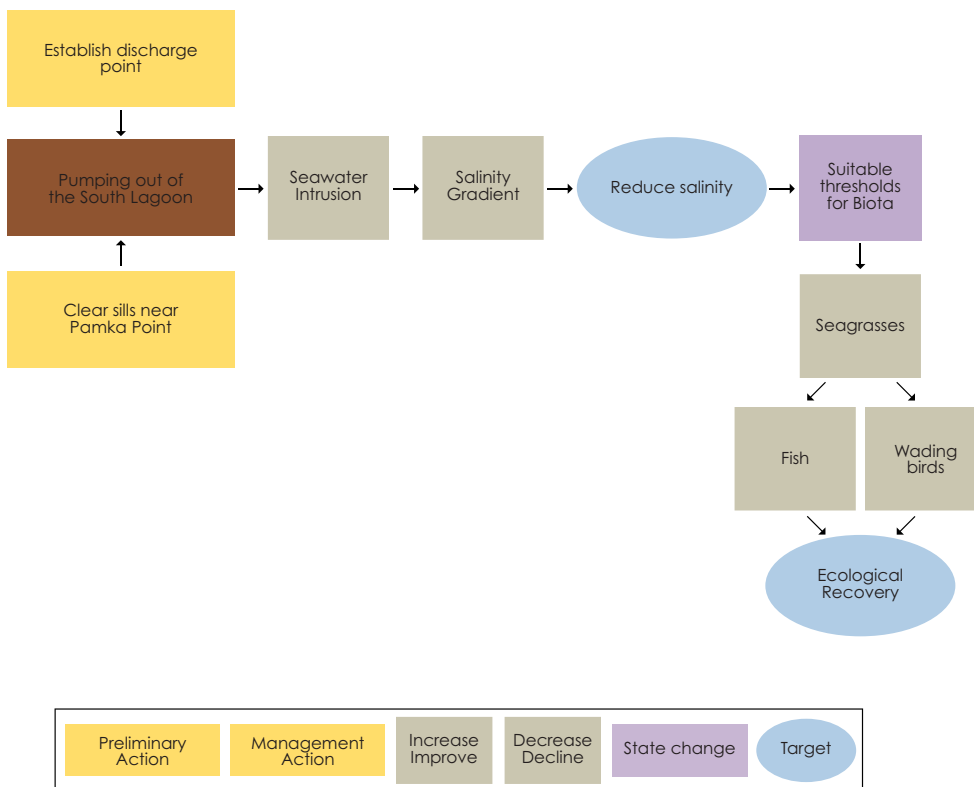 Establish discharge
point
Pumping out of
the South Lagoon
Clear sills near
Pamka Point
Seawater
Intrusion
Salinity
Gradient
Reduce salinity
Suitable
thresholds
for Biota
Seagrasses
Fish
Wading
birds
Ecological
Recovery
Preliminary
Action
Management
Action
Increase
Improve
Decrease
Decline
State change
Target